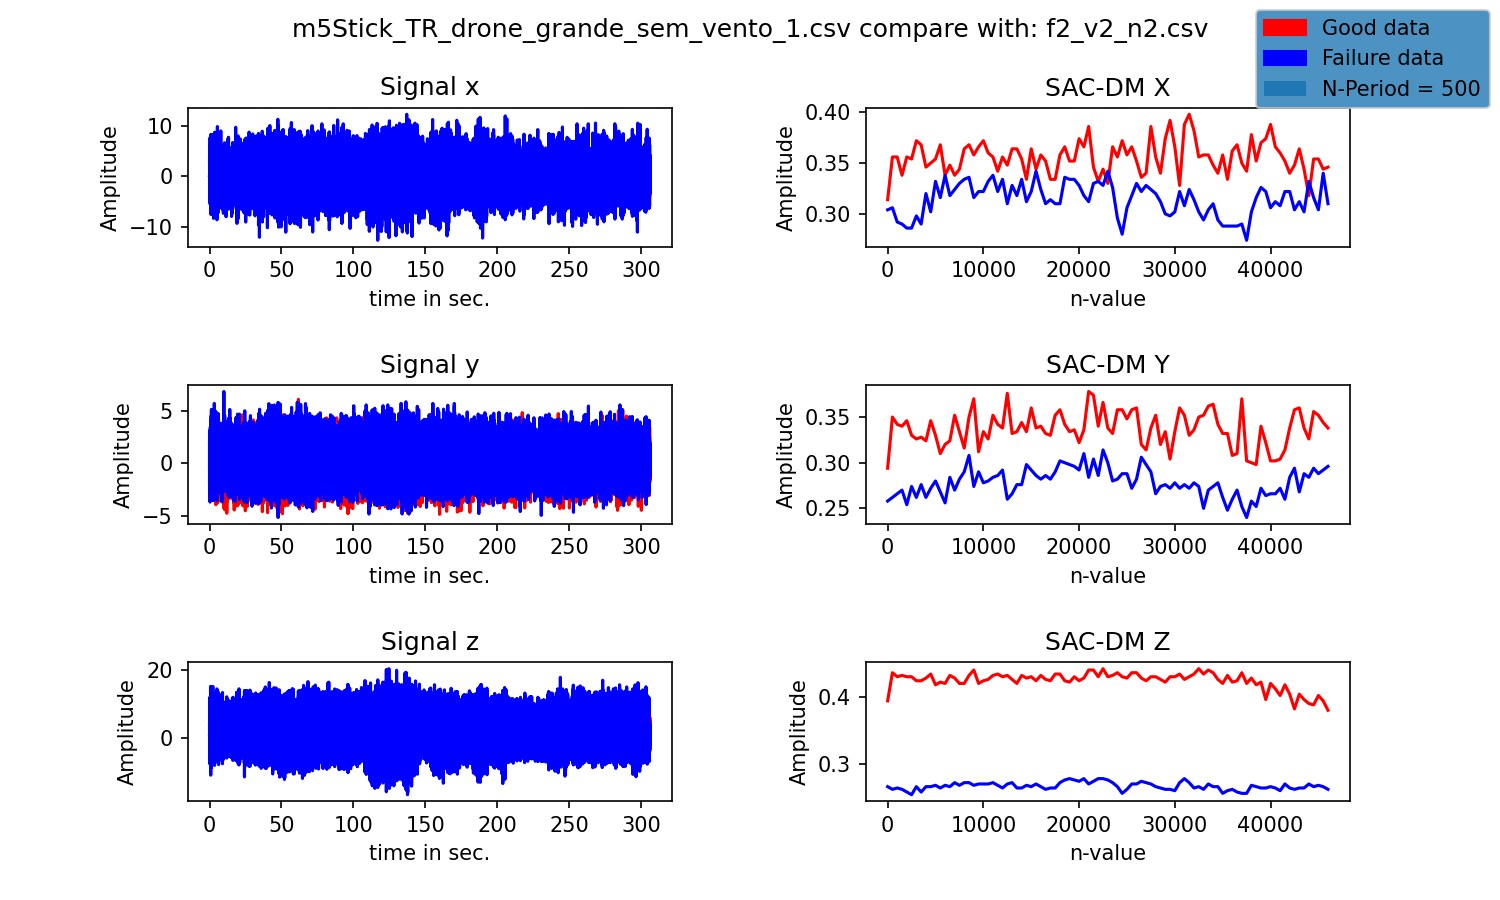 m5Stick_TR_drone_grande_sem_vento_1.csv compare with: f2_v2_n2.csv
Good data
Failure data
N-Period = 500
Signal x
Amplitude
10
0
−10
0 50 100 150 200 250 300
time in sec.
SAC-DM X
Amplitude
0.40
0.35
0.30
0 10000 20000 30000 40000
n-value
Signal y
Amplitude
5
0
−5
0 50 100 150 200 250 300
time in sec.
SAC-DM Y
Amplitude
0.35
0.30
0.25
0 10000 20000 30000 40000
n-value
Signal z
Amplitude
20
0
0 50 100 150 200 250 300
time in sec.
SAC-DM Z
Amplitude
0.4
0.3
0 10000 20000 30000 40000
n-value